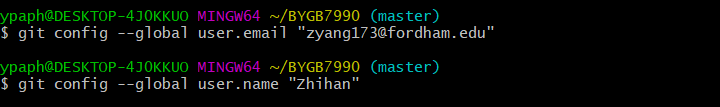 ypaph@DESKTOP-4J0KKUO MINGW64 ~/BYGB7990 (master)
$ git config --global user.email "zyang173@fordham.edu"
ypaph@DESKTOP-4J0KKUO MINGW64 ~/BYGB7990 (master)
$ git config --global user.name "Zhihan"